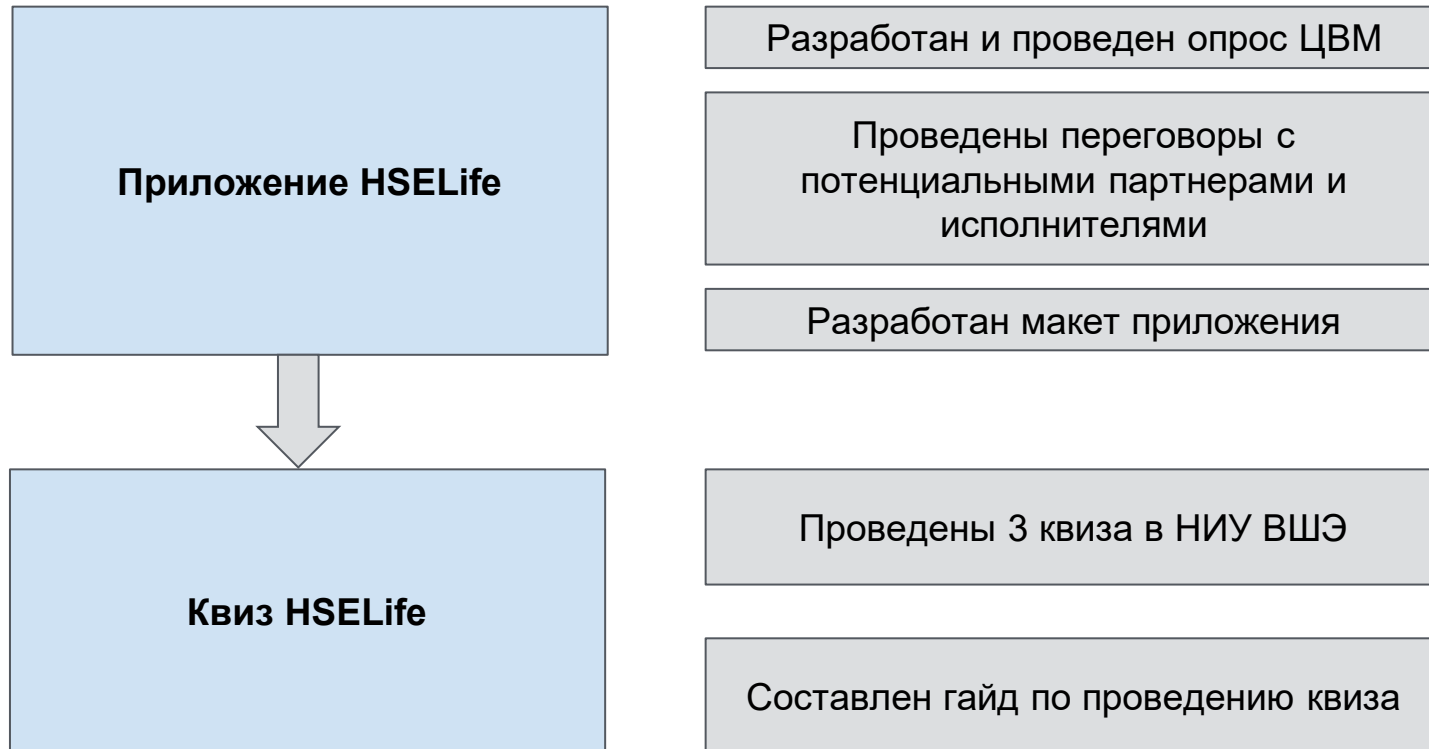 Приложение HSELife
Разработан и проведен опрос ЦВМ
Проведены переговоры с
потенциальными партнерами и
исполнителями
Разработан макет приложения
Квиз HSELife
Проведены 3 квиза в НИУ ВШЭ
Составлен гайд по проведению квиза